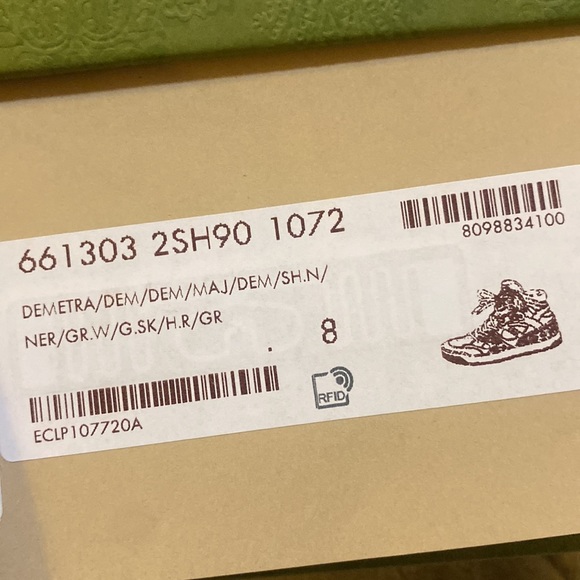 661303 2SH90 1072
8098834100
DEMETRA/DEM/DEM/MAJ/DEM/SH.N/
NER/GR.W/G.SK/H.R/GR
. 8
RFID
ECLP107720A